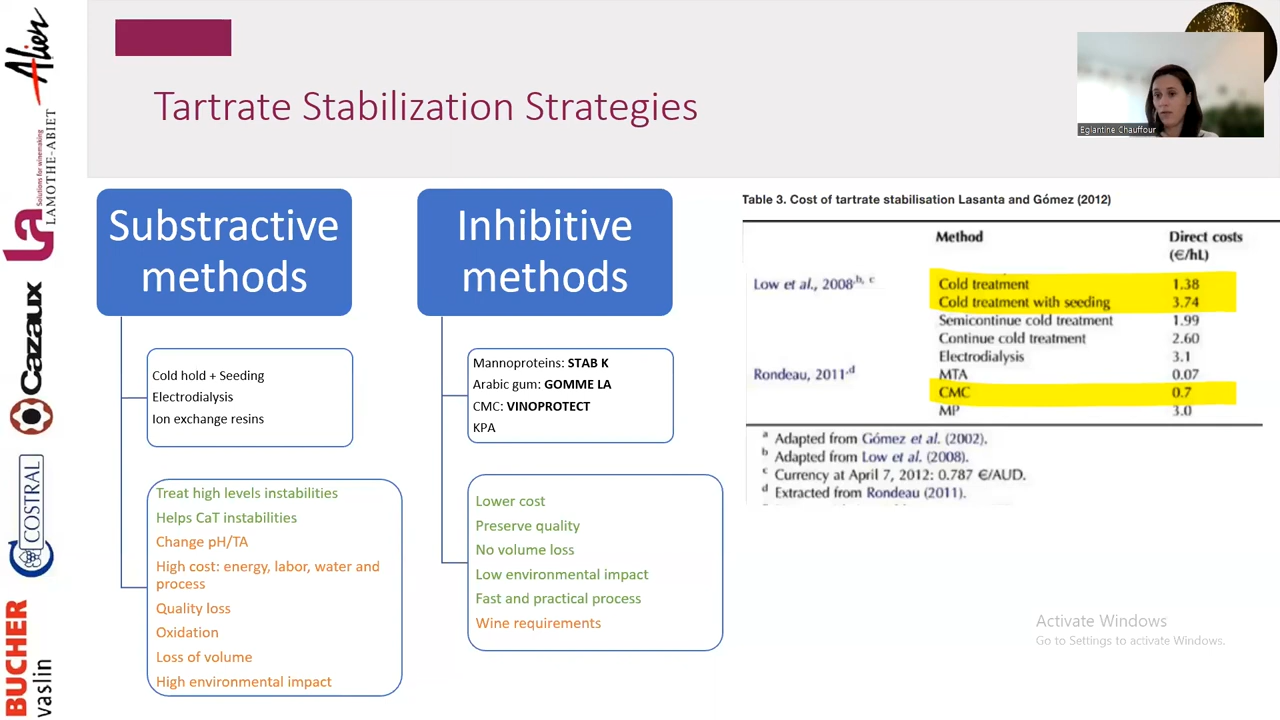 Alien
La
Solutions for winemaking
LAMOTHE-ABIET
Cazaux
COSTRAL
BUCHER
vaslin
Tartrate Stabilization Strategies
Eglantine Chauffour
Substractive
methods
Cold hold + Seeding
Electrodialysis
Ion exchange resins
Treat high levels instabilities
Helps CaT instabilities
Change pH/TA
High cost: energy, labor, water and
process
Quality loss
Oxidation
Loss of volume
High environmental impact
Inhibitive
methods
Mannoproteins: STAB K
Arabic gum: GOMME LA
CMC: VINOPROTECT
KPA
Lower cost
Preserve quality
No volume loss
Low environmental impact
Fast and practical process
Wine requirements
Table 3. Cost of tartrate stabilisation Lasanta and Gómez (2012)
Method Direct costs
(€/hL)
Low et al., 2008b, c Cold treatment 1.38
Cold treatment with seeding 3.74
Semicontinue cold treatment 1.99
Continue cold treatment 2.60
Electrodialysis 3.1
Rondeau, 2011d MTA 0.07
CMC 0.7
MP 3.0
a Adapted from Gómez et al. (2002).
b Adapted from Low et al. (2008).
c Currency at April 7, 2012: 0.787 €/AUD.
d Extracted from Rondeau (2011).
Activate Windows
Go to Settings to activate Windows.